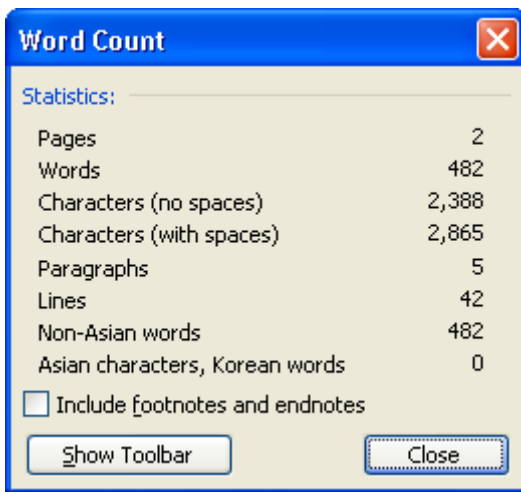 Word Count
Statistics:
Pages 2
Words 482
Characters (no spaces) 2,388
Characters (with spaces) 2,865
Paragraphs 5
Lines 42
Non-Asian words 482
Asian characters, Korean words 0
Include footnotes and endnotes
Show Toolbar Close